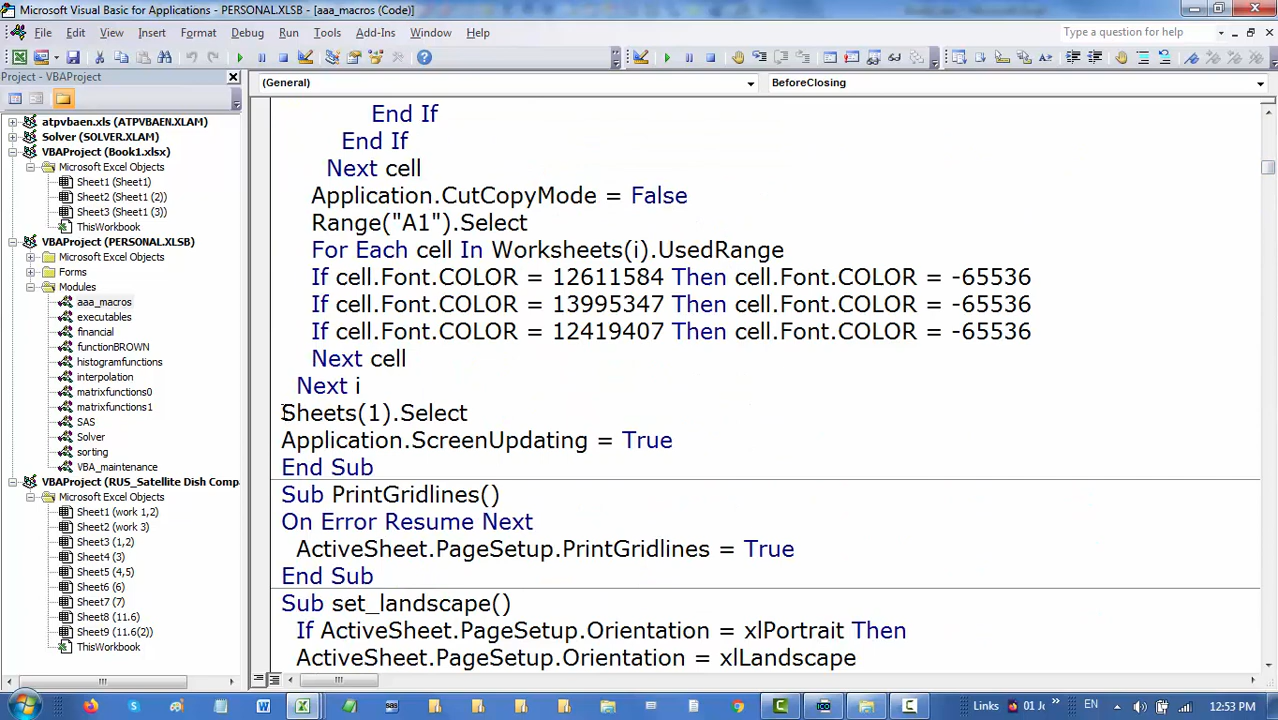 Microsoft Visual Basic for Applications - PERSONAL.XLSB - [aaa_macros (Code)]
File Edit View Insert Format Debug Run Tools Add-Ins Window Help
Type a question for help
Project - VBAProject
(General)
BeforeClosing
atpvbaen.xls (ATPVBAEN.XLAM)
Solver (SOLVER.XLAM)
VBAProject (Book1.xlsx)
Microsoft Excel Objects
Sheet1 (Sheet1)
Sheet2 (Sheet1 (2))
Sheet3 (Sheet1 (3))
ThisWorkbook
VBAProject (PERSONAL.XLSB)
Microsoft Excel Objects
Forms
Modules
aaa_macros
executables
financial
functionBROWN
histogramfunctions
interpolation
matrixfunctions0
matrixfunctions1
SAS
Solver
sorting
VBA_maintenance
VBAProject (RUS_Satellite Dish Comp
Microsoft Excel Objects
Sheet1 (work 1,2)
Sheet2 (work 3)
Sheet3 (1,2)
Sheet4 (3)
Sheet5 (4,5)
Sheet6 (6)
Sheet7 (7)
Sheet8 (11.6)
Sheet9 (11.6(2))
ThisWorkbook
End If
End If
Next cell
Application.CutCopyMode = False
Range("A1").Select
For Each cell In Worksheets(i).UsedRange
If cell.Font.COLOR = 12611584 Then cell.Font.COLOR = -65536
If cell.Font.COLOR = 13995347 Then cell.Font.COLOR = -65536
If cell.Font.COLOR = 12419407 Then cell.Font.COLOR = -65536
Next cell
Next i
Sheets(1).Select
Application.ScreenUpdating = True
End Sub
Sub PrintGridlines()
On Error Resume Next
ActiveSheet.PageSetup.PrintGridlines = True
End Sub
Sub set_landscape()
If ActiveSheet.PageSetup.Orientation = xlPortrait Then
ActiveSheet.PageSetup.Orientation = xlLandscape
Links
EN
12:53 PM